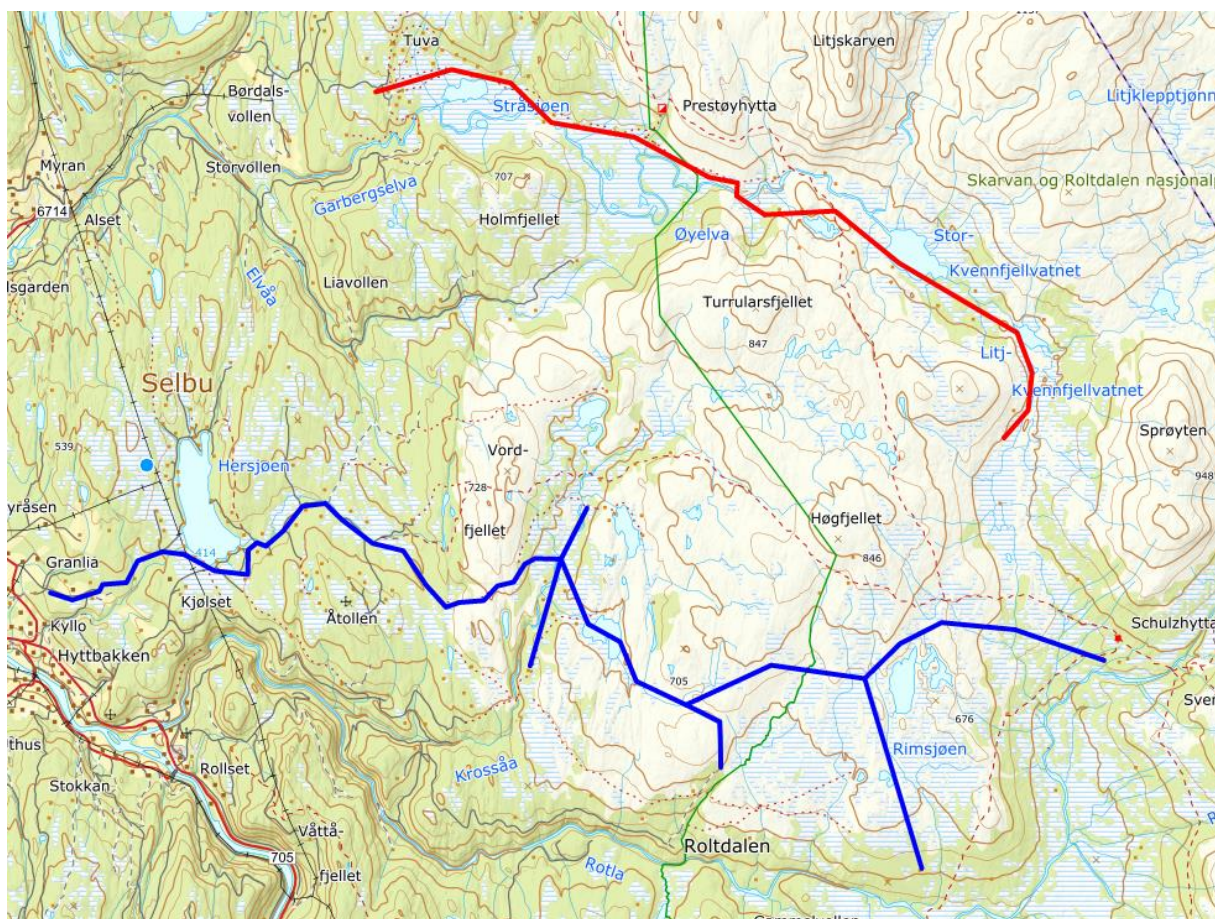 Litjskarven
Tuva
Litjklepptjønn
Børdals-
vollen
Stråsjøen
Prestøyhytta
Myran
Storvollen
Skarvan og Roltdalen nasjonalp
707
Garbergselva
6714
Alset
Holmfjellet
Øyelva
Stor-
Kvennfjellvatnet
Elvåa
dsgarden
Liavollen
Turrularsfjellet
847
Litj-
Kvennfjellvatnet
Selbu
Sprøyten
539
Hersjøen
Vord-
fjellet
728
948
yråsen
Høgfjellet
846
Granlia
414
Kjølset
Åtollen
Kyllo
Schulzhytta
Hyttbakken
705
Sver
676
Rimsjøen
thus
Stokkan
Rollset
Krossåa
Våttå-
fjellet
705
Roltdalen
Rotla